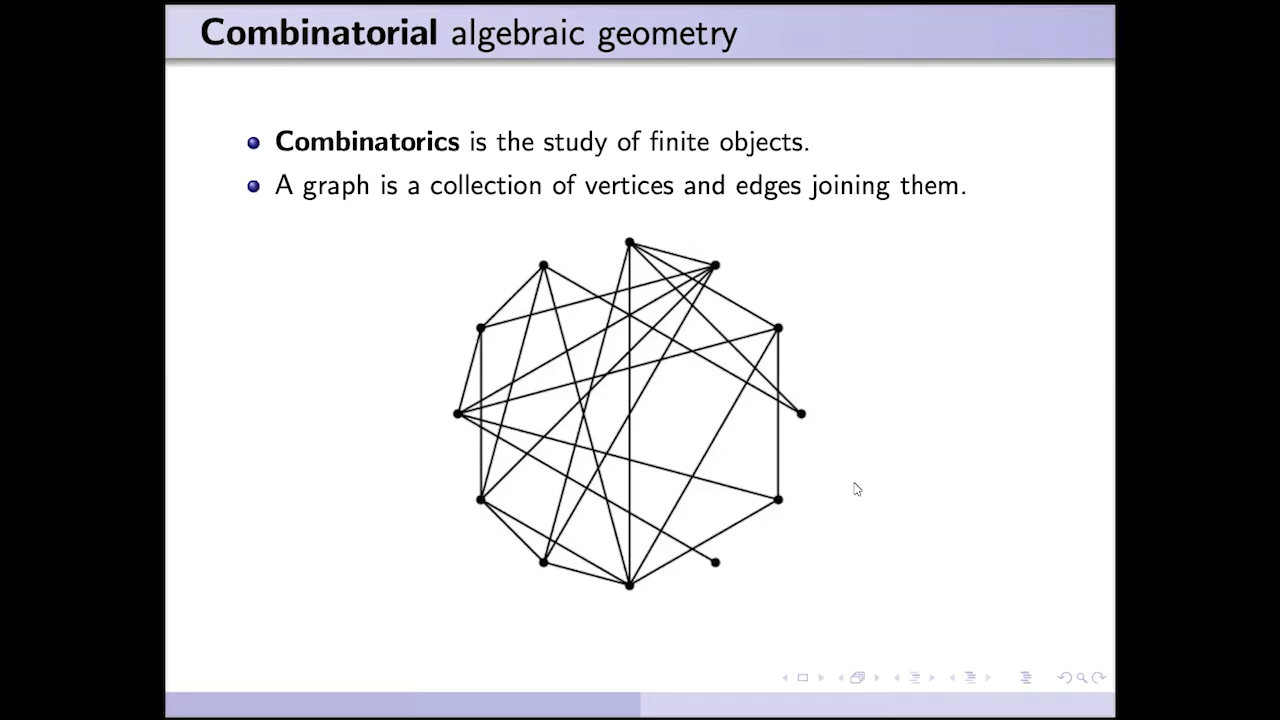 Combinatorial algebraic geometry
Combinatorics is the study of finite objects.
A graph is a collection of vertices and edges joining them.